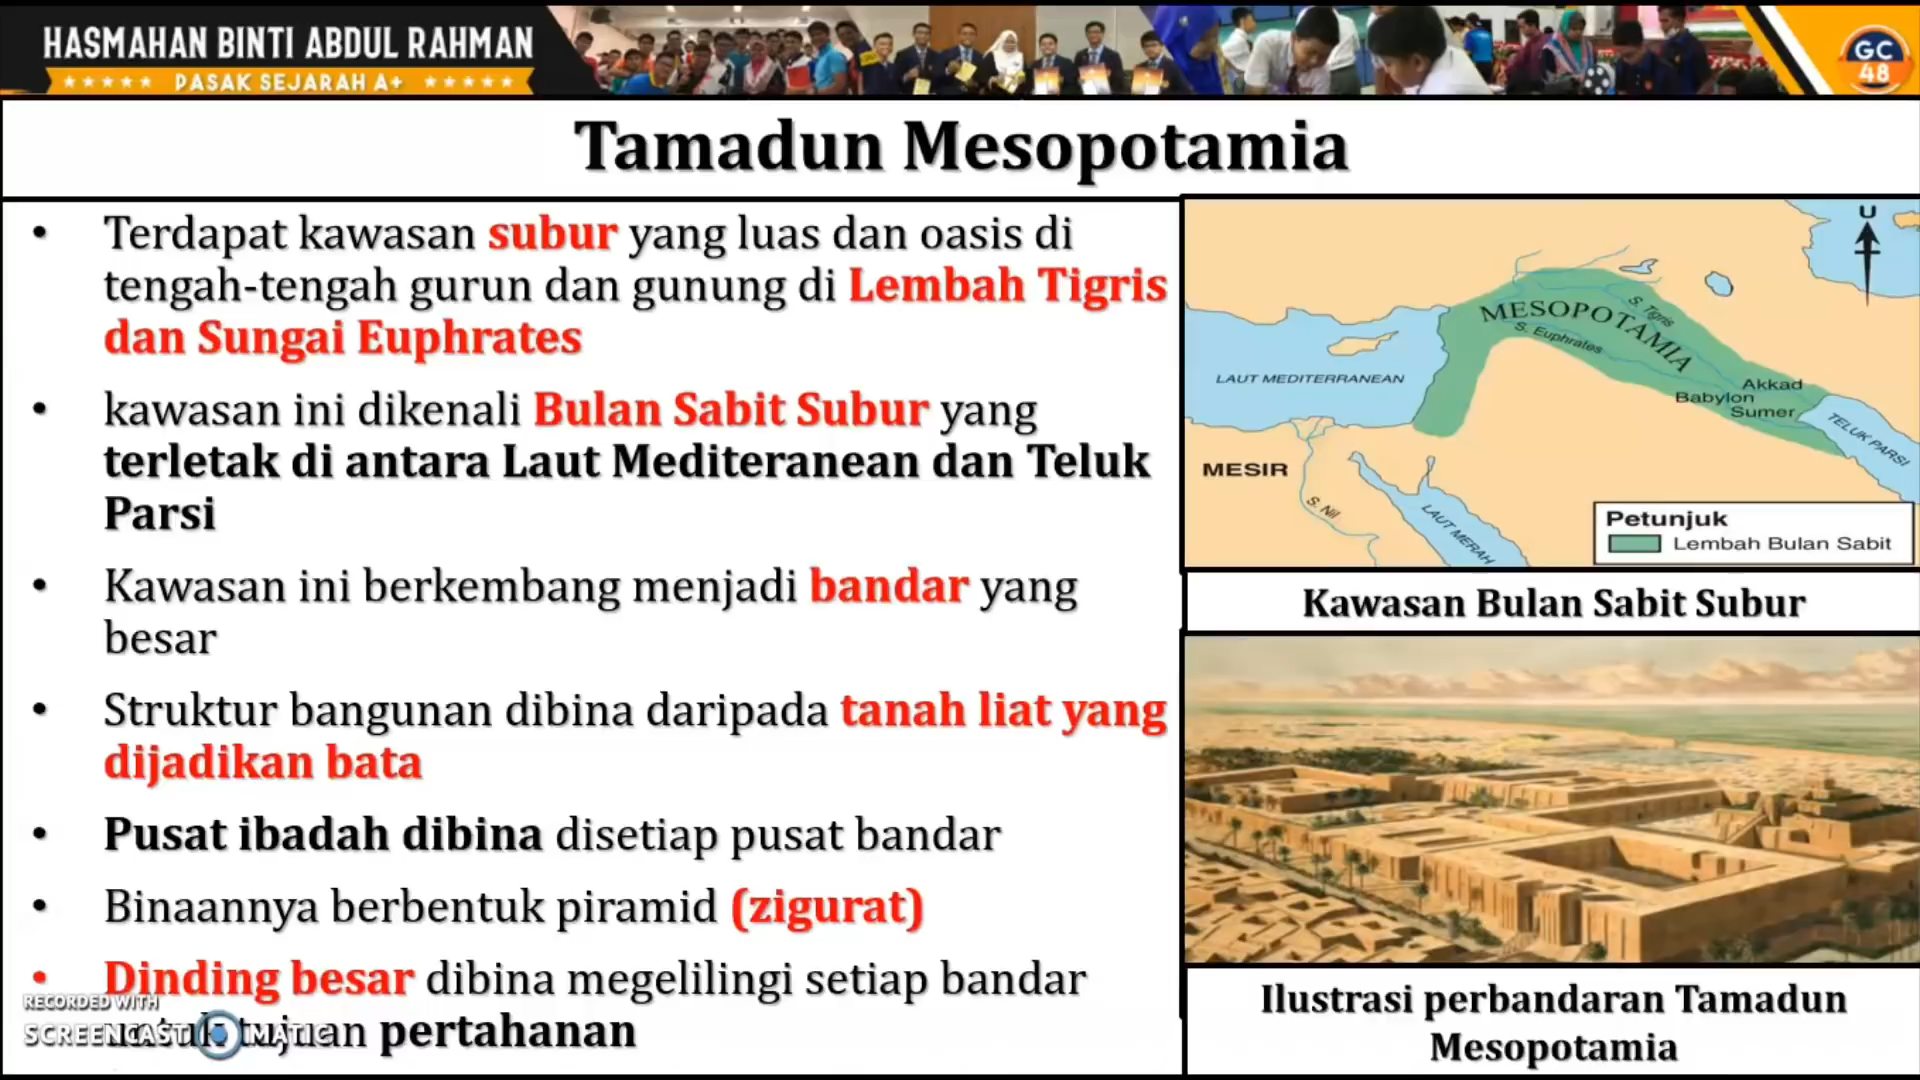 HASMAHAN BINTI ABDUL RAHMAN
PASAK SEJARAH A+
GC
48
Tamadun Mesopotamia
• Terdapat kawasan subur yang luas dan oasis di
tengah-tengah gurun dan gunung di Lembah Tigris
dan Sungai Euphrates
• kawasan ini dikenali Bulan Sabit Subur yang
terletak di antara Laut Mediteranean dan Teluk
Parsi
• Kawasan ini berkembang menjadi bandar yang
besar
• Struktur bangunan dibina daripada tanah liat yang
dijadikan bata
• Pusat ibadah dibina disetiap pusat bandar
• Binaannya berbentuk piramid (zigurat)
• Dinding besar dibina megelilingi setiap bandar
untuk tujuan pertahanan
RECORDED WITH
SCREENCAST MATIC
U
MESOPOTAMIA
S. Tigris
S. Euphrates
LAUT MEDITERRANEAN
Akkad
Babylon
Sumer
TELUK PARSI
MESIR
S. Nil
LAUT MERAH
Petunjuk
Lembah Bulan Sabit
Kawasan Bulan Sabit Subur
Ilustrasi perbandaran Tamadun
Mesopotamia